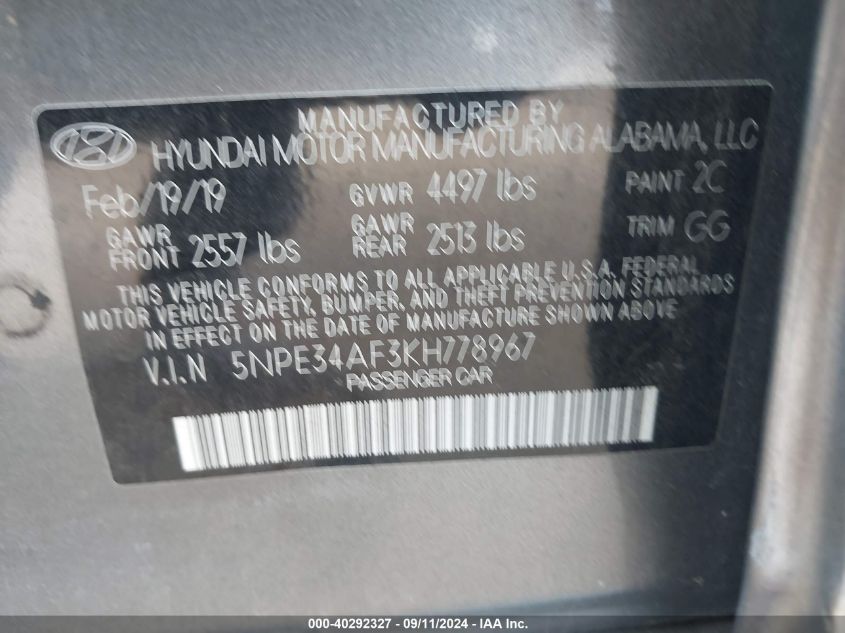 MANUFACTURED BY
HYUNDAI MOTOR MANUFACTURING ALABAMA, LLC
Feb/19/19 GVWR 4497 lbs PAINT 2C
GAWR FRONT 2557 lbs GAWR REAR 2513 lbs TRIM GG
THIS VEHICLE CONFORMS TO ALL APPLICABLE U.S.A. FEDERAL
MOTOR VEHICLE SAFETY, BUMPER, AND THEFT PREVENTION STANDARDS
IN EFFECT ON THE DATE OF MANUFACTURE SHOWN ABOVE.
V.I.N 5NPE34AF3KH778967
PASSENGER CAR
000-40292327 - 09/11/2024 - IAA Inc.